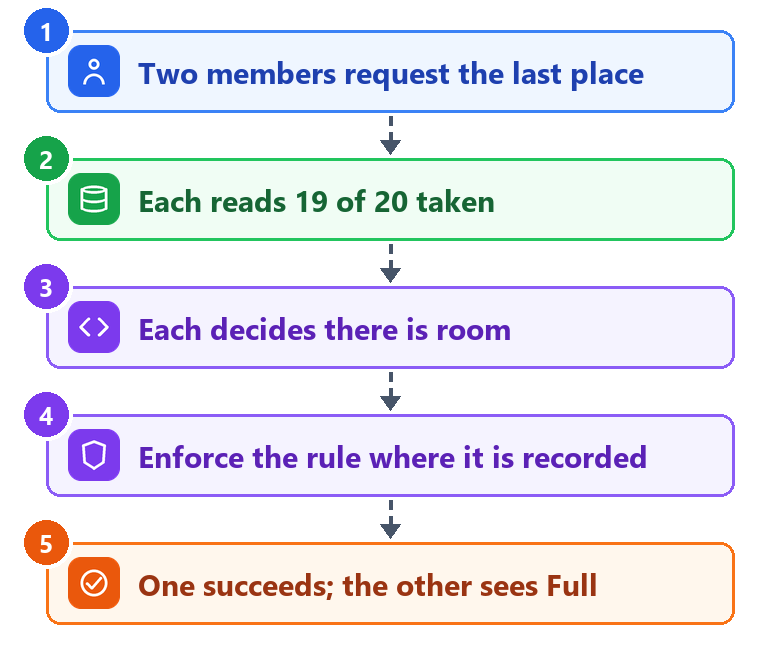 1
Two members request the last place
2
Each reads 19 of 20 taken
3
Each decides there is room
4
Enforce the rule where it is recorded
5
One succeeds; the other sees Full